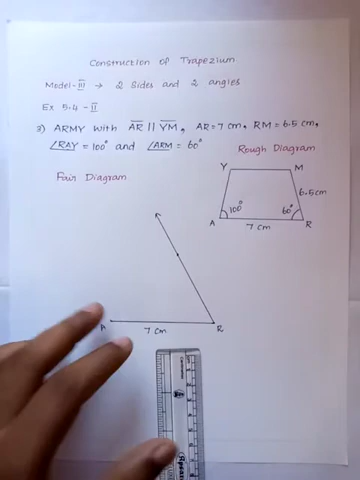 Construction of Trapezium
Model-III → 2 Sides and 2 angles
Ex 5.4 - II
3) ARMY with AR || YM, AR = 7 cm, RM = 6.5 cm,
∠RAY = 100° and ∠ARM = 60°
Rough Diagram
Fair Diagram
Y M
6.5 cm
100° 60°
A R
7 cm
A R
7 cm